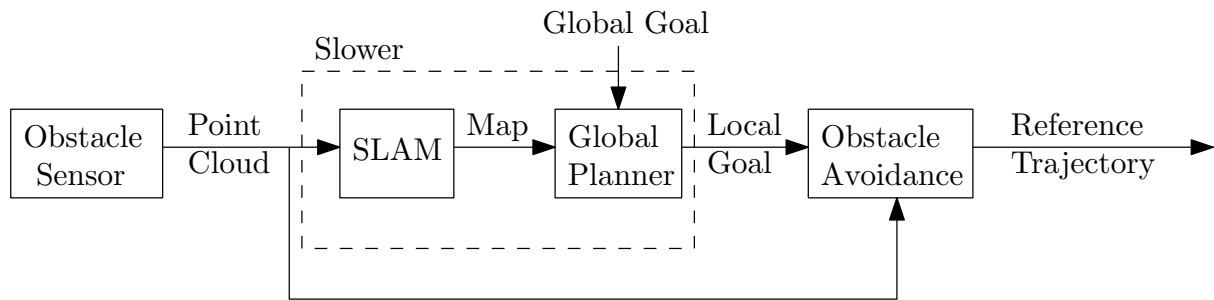 Global Goal
Slower
Obstacle
Sensor
Point
Cloud
SLAM
Map
Global
Planner
Local
Goal
Obstacle
Avoidance
Reference
Trajectory